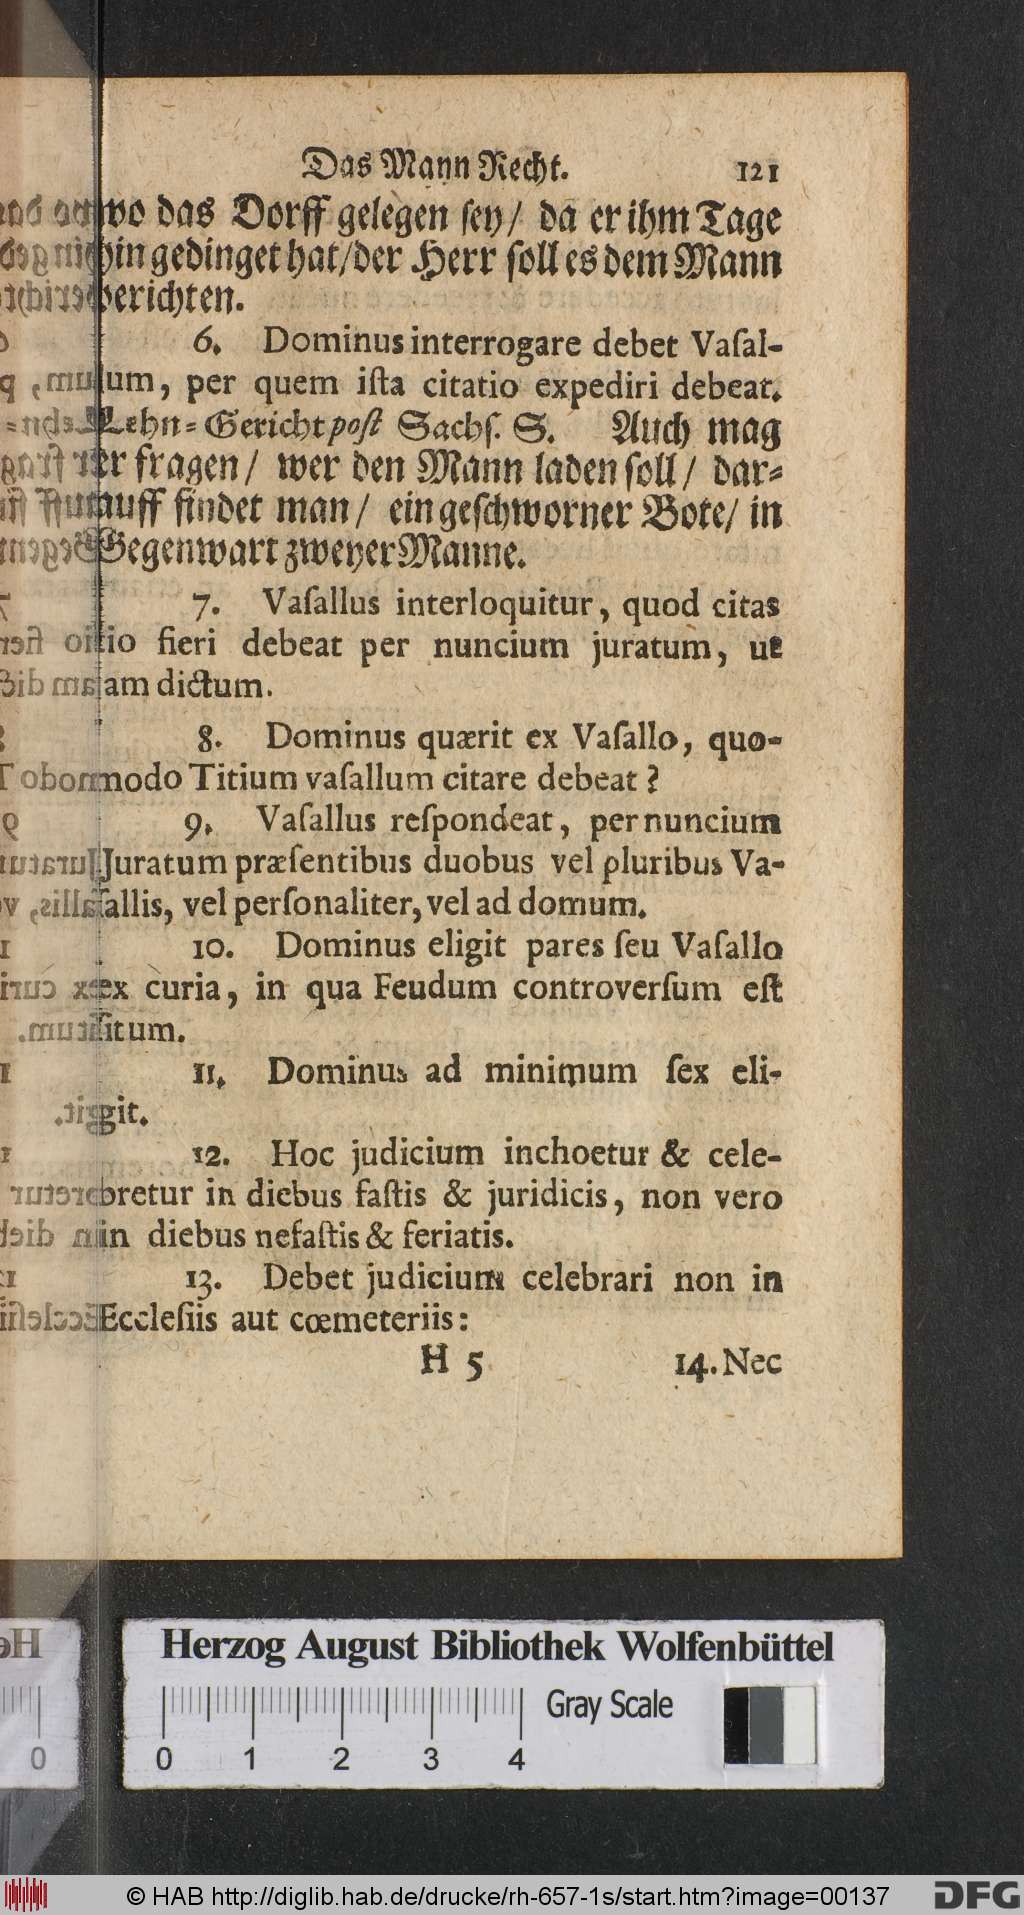 Das Mann Recht. 121
wo das Dorff gelegen sey/ da er ihm Tage
hin gedinget hat/der Herr soll es dem Mann
berichten.
6. Dominus interrogare debet Vaſal-
lum, per quem iſta citatio expediri debeat.
Lehn-Gericht poſt Sachſ. S. Auch mag
er fragen/ wer den Mann laden soll/ dar-
auff findet man/ ein geschworner Bote/ in
Gegenwart zweyer Manne.
7. Vaſallus interloquitur, quod citas
tio fieri debeat per nuncium juratum, ut
jam dictum.
8. Dominus quærit ex Vaſallo, quo-
modo Titium vaſallum citare debeat?
9. Vaſallus reſpondeat, per nuncium
Juratum præſentibus duobus vel pluribus Va-
ſallis, vel perſonaliter, vel ad domum.
10. Dominus eligit pares ſeu Vaſallo
ex curia, in qua Feudum controverſum eſt
ſitum.
11. Dominus ad minimum ſex eli-
git.
12. Hoc judicium inchoetur & cele-
bretur in diebus faſtis & juridicis, non vero
in diebus nefaſtis & feriatis.
13. Debet judicium celebrari non in
Eccleſiis aut cœmeteriis:
H 5 14. Nec
Herzog August Bibliothek Wolfenbüttel
Gray Scale
0 1 2 3 4
© HAB http://diglib.hab.de/drucke/rh-657-1s/start.htm?image=00137
DFG